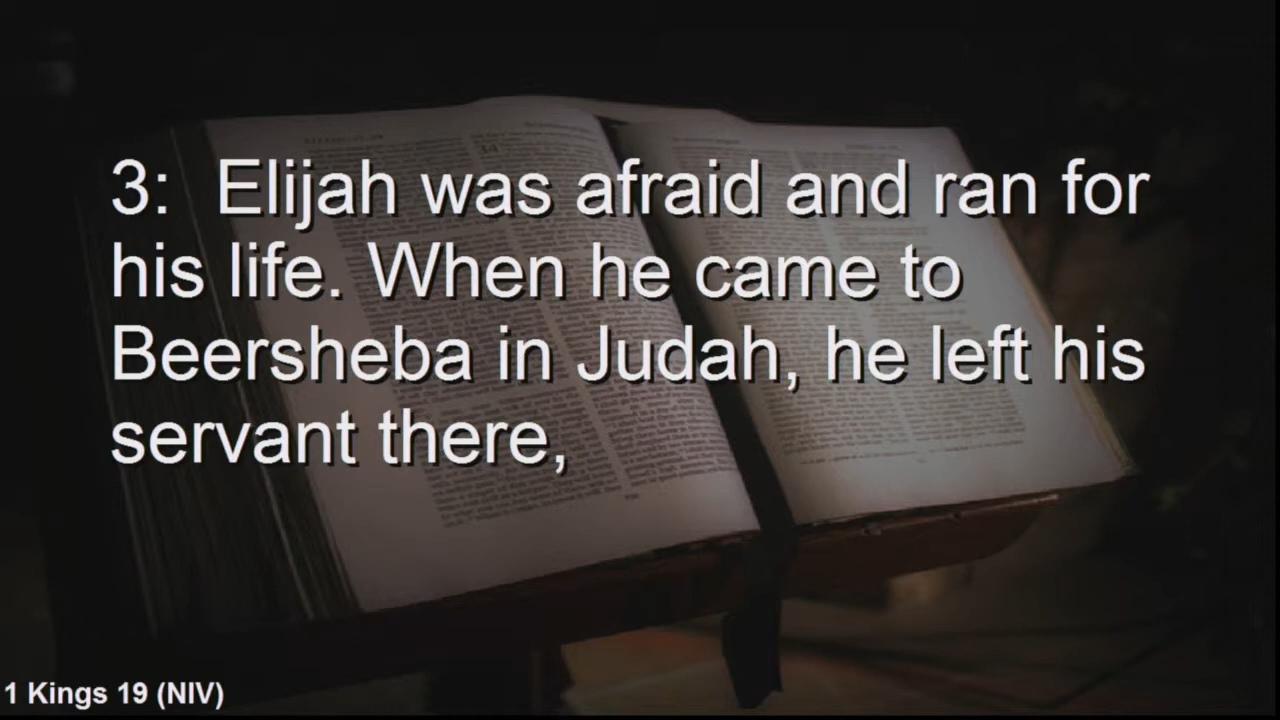 3:  Elijah was afraid and ran for
his life. When he came to
Beersheba in Judah, he left his
servant there,
1 Kings 19 (NIV)